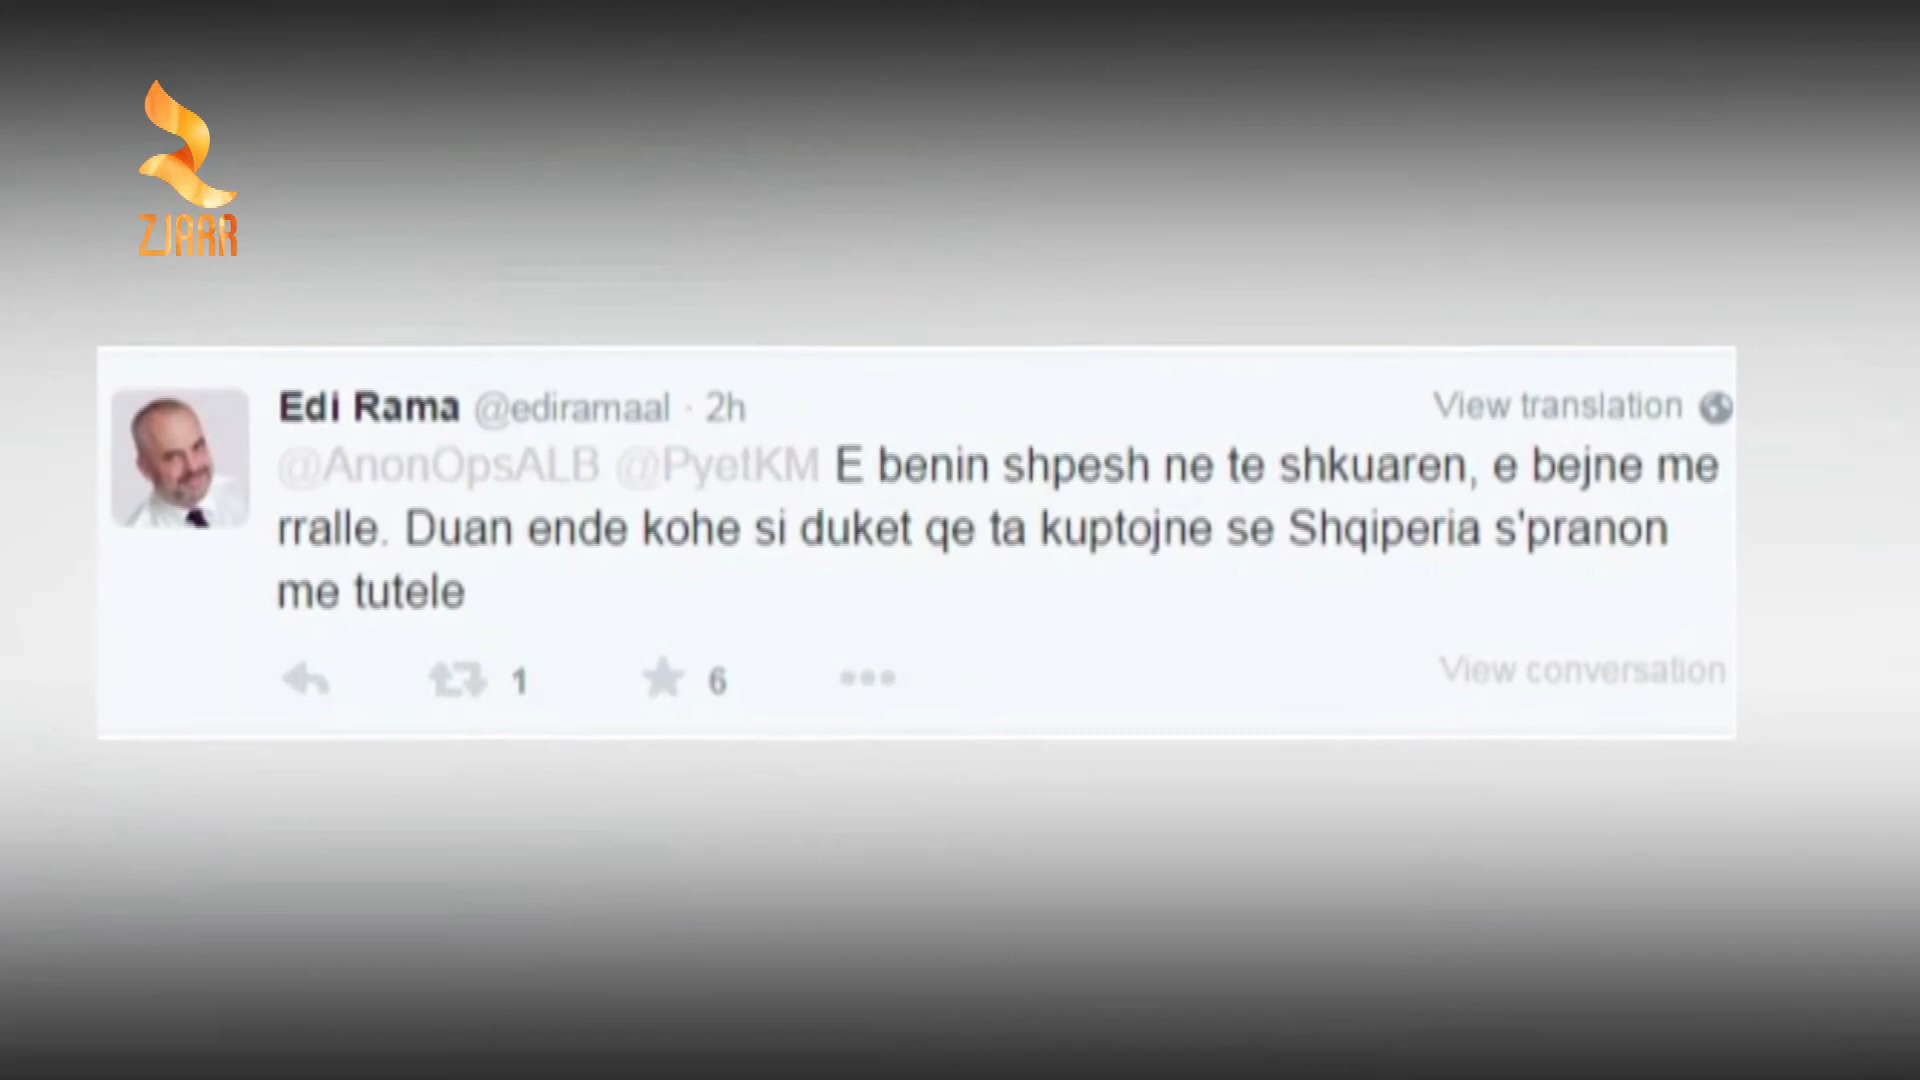 ZJARR
Edi Rama @ediramaal · 2h
View translation
@AnonOpsALB @PyetKM E benin shpesh ne te shkuaren, e bejne me
rralle. Duan ende kohe si duket qe ta kuptojne se Shqiperia s'pranon
me tutele
1
6
View conversation